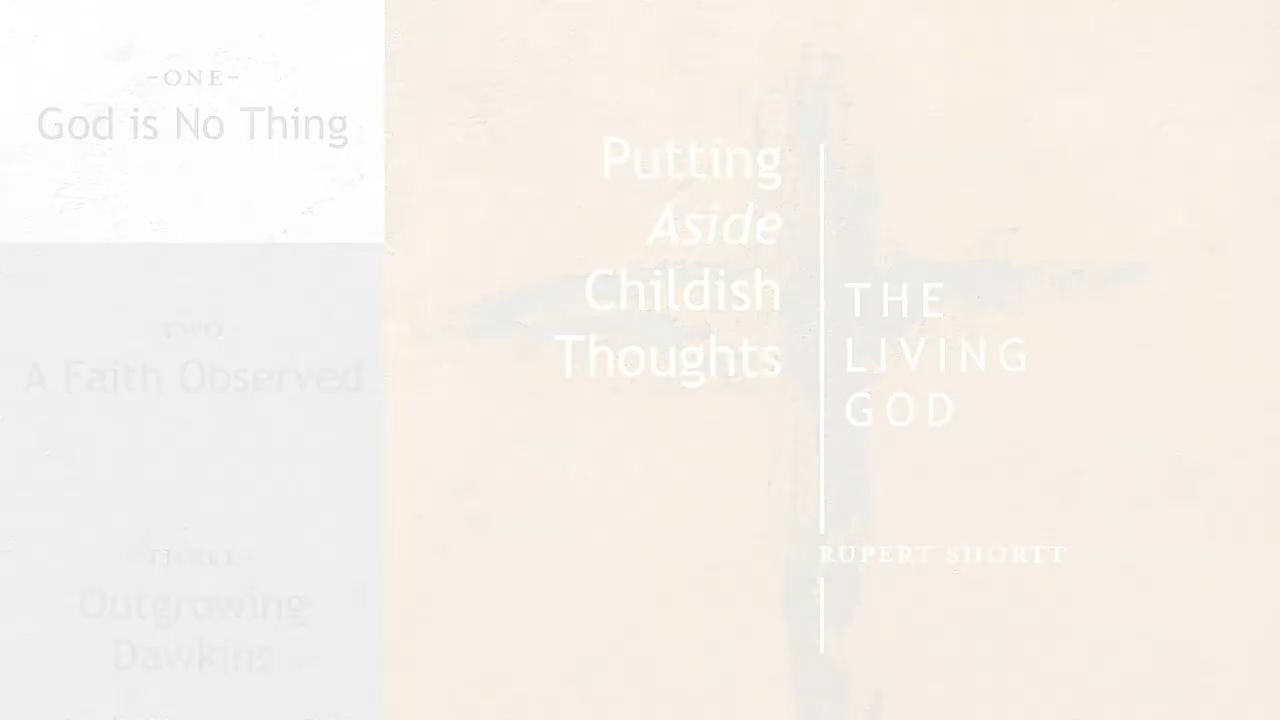 -ONE-
God is No Thing
TWO
A Faith Observed
THREE
Outgrowing
Dawkins
Putting
Aside
Childish
Thoughts
THE
LIVING
GOD
RUPERT SHORTT